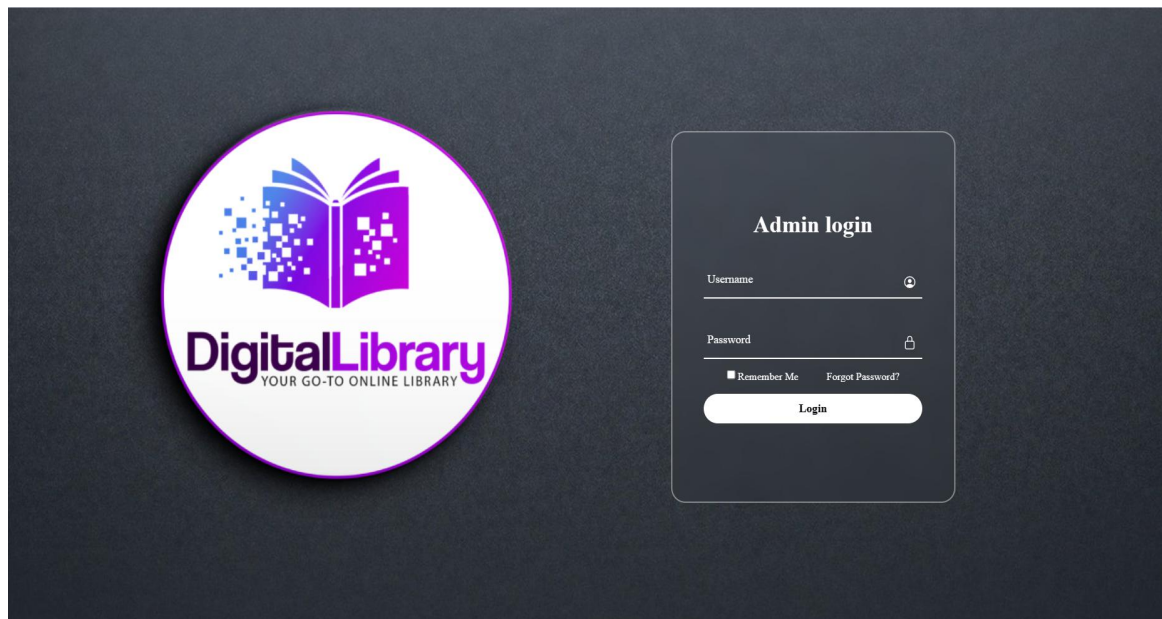 DigitalLibrary
YOUR GO-TO ONLINE LIBRARY
Admin login
Username
Password
Remember Me Forgot Password?
Login